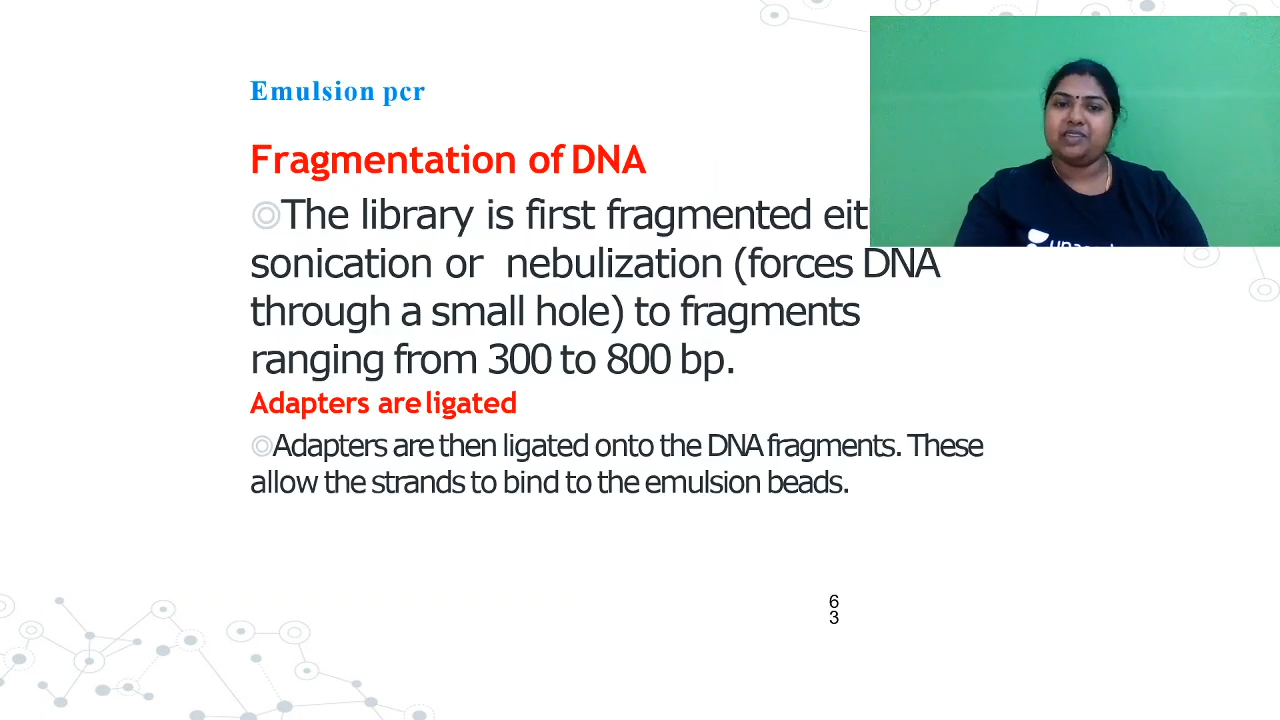 Emulsion pcr
Fragmentation of DNA
The library is first fragmented
sonication or nebulization (forces DNA
through a small hole) to fragments
ranging from 300 to 800 bp.
Adapters are ligated
Adapters are then ligated onto the DNA fragments. These
allow the strands to bind to the emulsion beads.
6
3